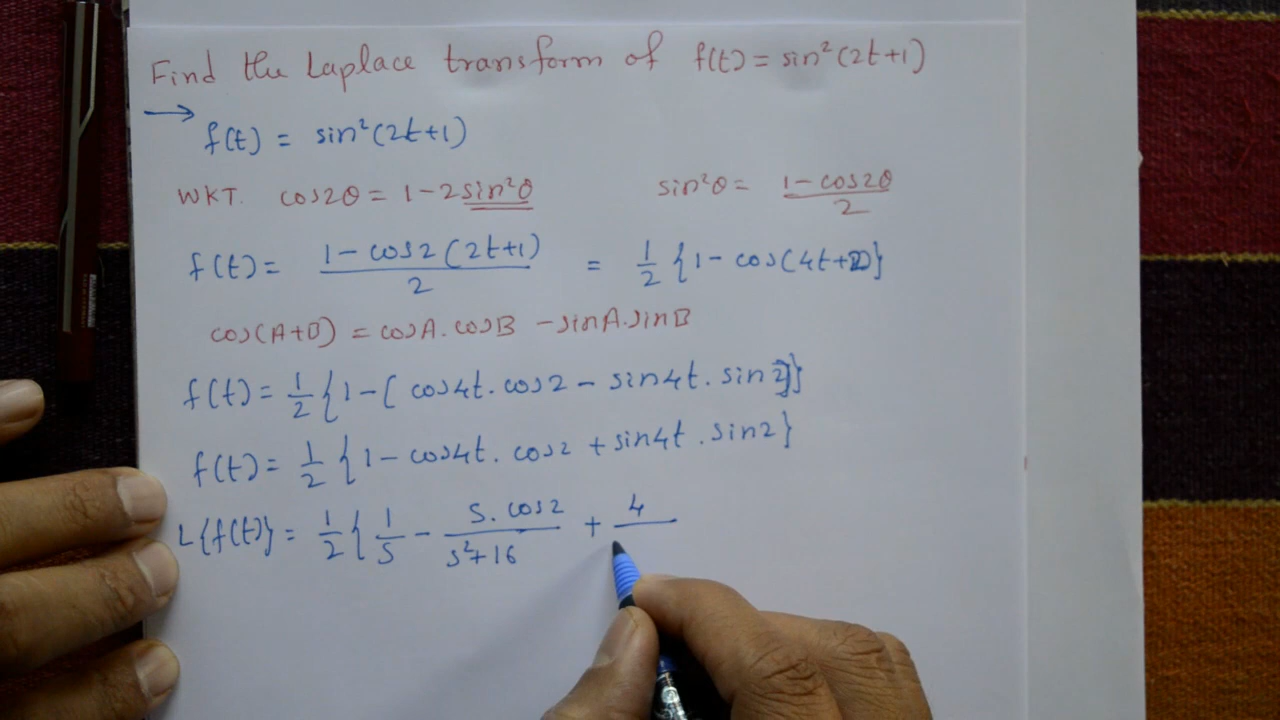 Find the Laplace transform of f(t) = sin²(2t+1)
→ f(t) = sin²(2t+1)
WKT. cos2θ = 1-2sin²θ sin²θ = 1-cos2θ / 2
f(t) = 1-cos2(2t+1) / 2 = 1/2 {1-cos(4t+2)}
cos(A+B) = cosA.cosB - sinA.sinB
f(t) = 1/2 {1-[cos4t.cos2 - sin4t.sin2]}
f(t) = 1/2 {1-cos4t.cos2 + sin4t.sin2}
L{f(t)} = 1/2 {1/s - s.cos2 / s²+16 + 4